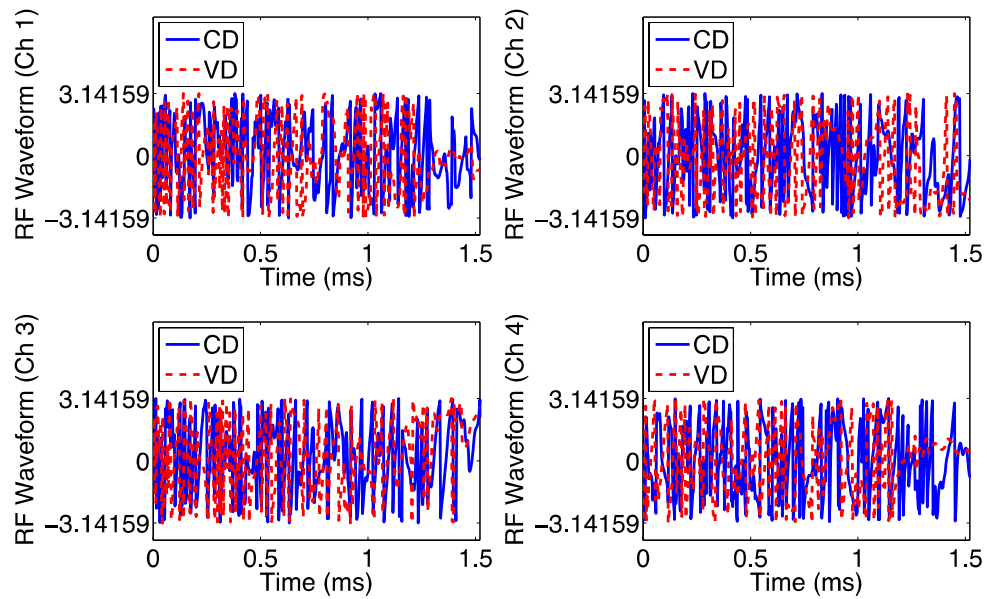 RF Waveform (Ch 1)
CD
VD
3.14159
0
−3.14159
0
0.5
1
1.5
Time (ms)
RF Waveform (Ch 2)
CD
VD
3.14159
0
−3.14159
0
0.5
1
1.5
Time (ms)
RF Waveform (Ch 3)
CD
VD
3.14159
0
−3.14159
0
0.5
1
1.5
Time (ms)
RF Waveform (Ch 4)
CD
VD
3.14159
0
−3.14159
0
0.5
1
1.5
Time (ms)